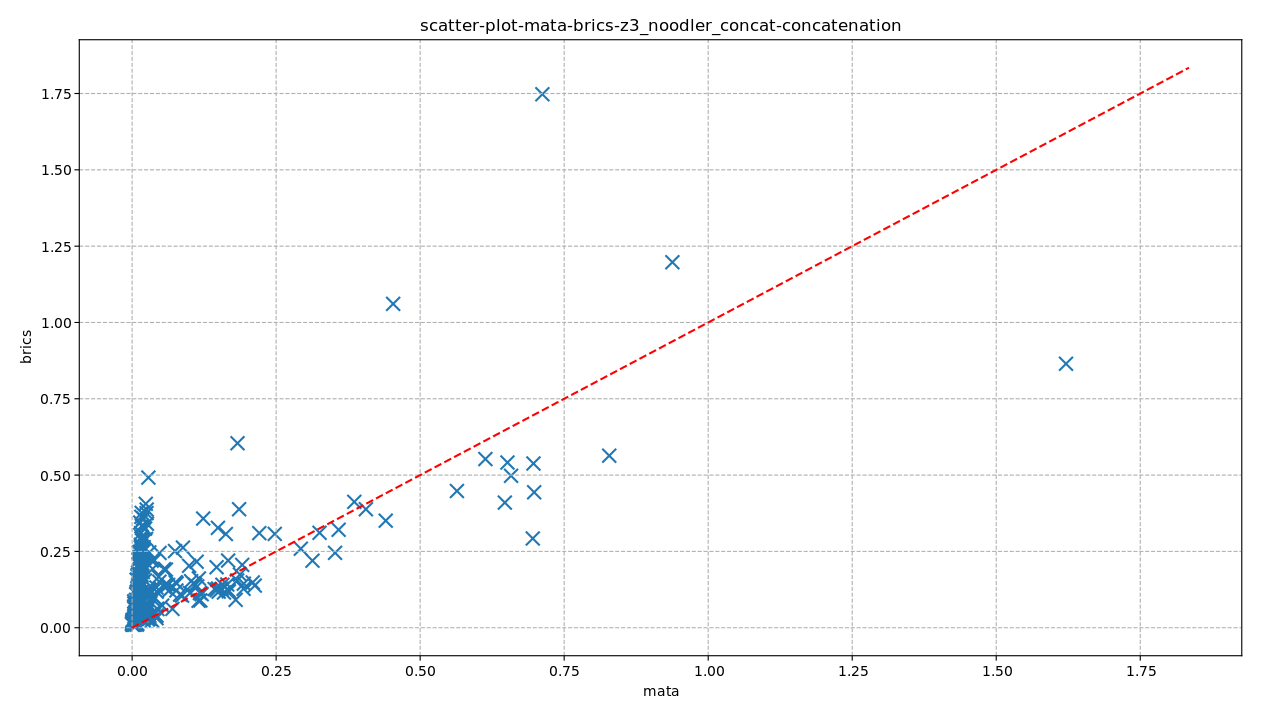 scatter-plot-mata-brics-z3_noodler_concat-concatenation
brics
1.75
1.50
1.25
1.00
0.75
0.50
0.25
0.00
0.00 0.25 0.50 0.75 1.00 1.25 1.50 1.75
mata